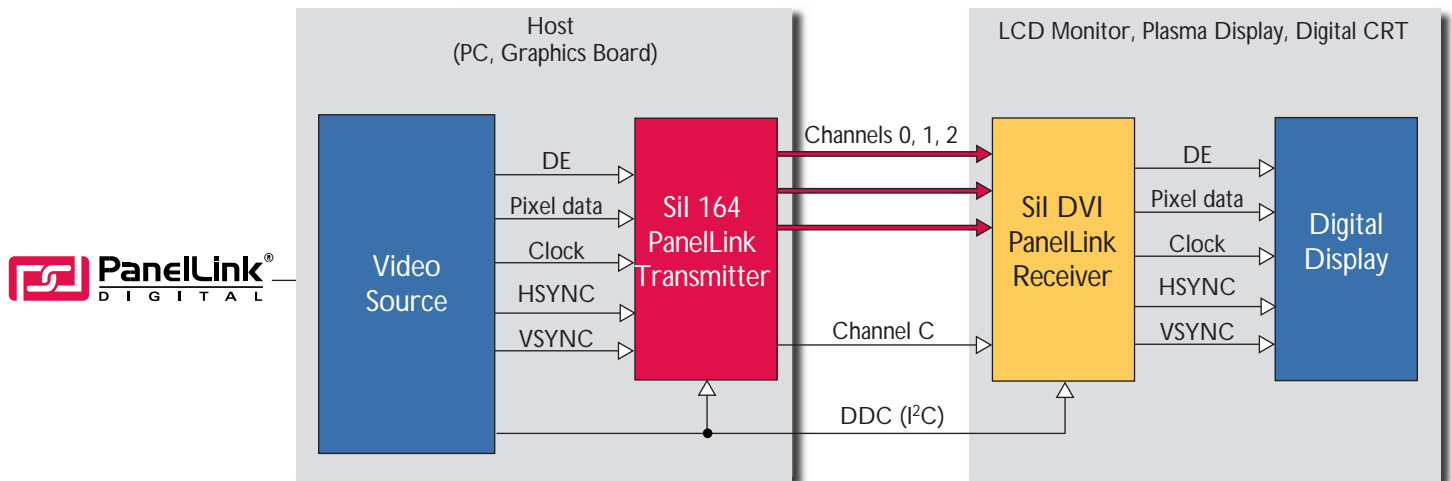 Host
(PC, Graphics Board)
LCD Monitor, Plasma Display, Digital CRT
PanelLink®
DIGITAL
Video
Source
DE
Pixel data
Clock
HSYNC
VSYNC
SiI 164
PanelLink
Transmitter
Channels 0, 1, 2
Channel C
DDC (I²C)
SiI DVI
PanelLink
Receiver
DE
Pixel data
Clock
HSYNC
VSYNC
Digital
Display